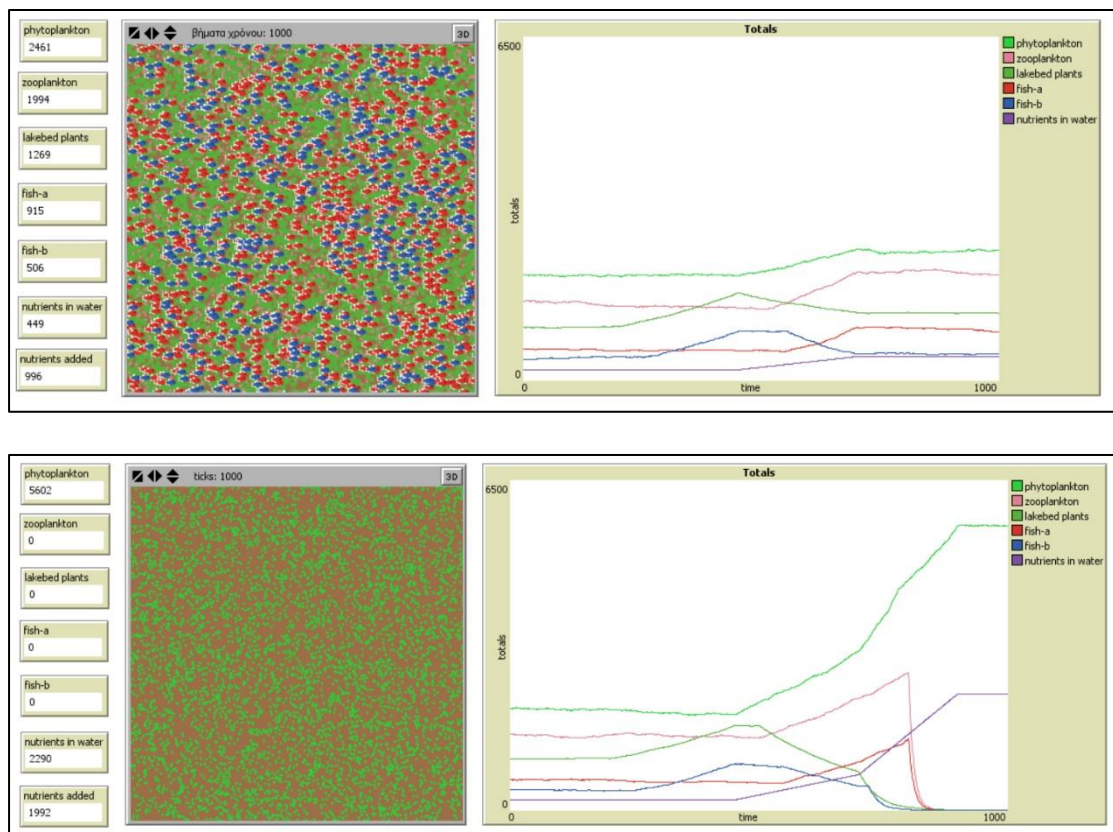 phytoplankton
2461
zooplankton
1994
lakebed plants
1269
fish-a
915
fish-b
506
nutrients in water
449
nutrients added
996
βήματα χρόνου: 1000
3D
Totals
6500
totals
0
0
time
1000
phytoplankton
zooplankton
lakebed plants
fish-a
fish-b
nutrients in water
phytoplankton
5602
zooplankton
0
lakebed plants
0
fish-a
0
fish-b
0
nutrients in water
2290
nutrients added
1992
ticks: 1000
3D
Totals
6500
totals
0
0
time
1000
phytoplankton
zooplankton
lakebed plants
fish-a
fish-b
nutrients in water